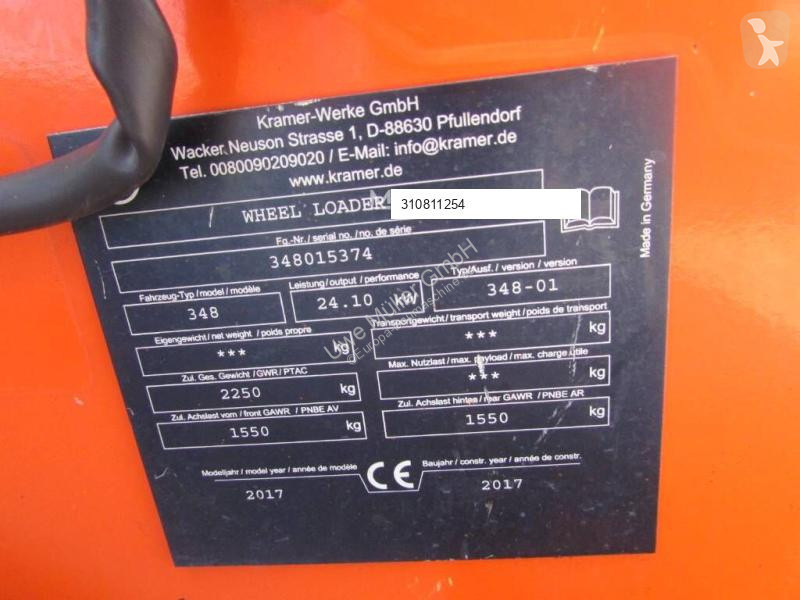 Kramer-Werke GmbH
Wacker Neuson Strasse 1, D-88630 Pfullendorf
Tel. 0080090209020 / E-Mail: info@kramer.de
www.kramer.de
WHEEL LOADER 310811254
Fg.-Nr./ serial no. / no. de série
348015374
Fahrzeug-Typ / model / modèle Leistung / output / performance Typ/Ausf. / version / version
348 24.10 kW 348-01
Eigengewicht / net weight / poids propre Transportgewicht / transport weight / poids de transport
*** kg *** kg
Zul. Ges. Gewicht / GWR / PTAC Max. Nutzlast / max. payload / max. charge utile
2250 kg *** kg
Zul. Achslast vorn / front GAWR / PNBE AV Zul. Achslast hinten / rear GAWR / PNBE AR
1550 kg 1550 kg
Modelljahr / model year / année de modèle CE Baujahr / constr. year / année de constr.
2017 2017
Made in Germany
Uwe Müller GmbH